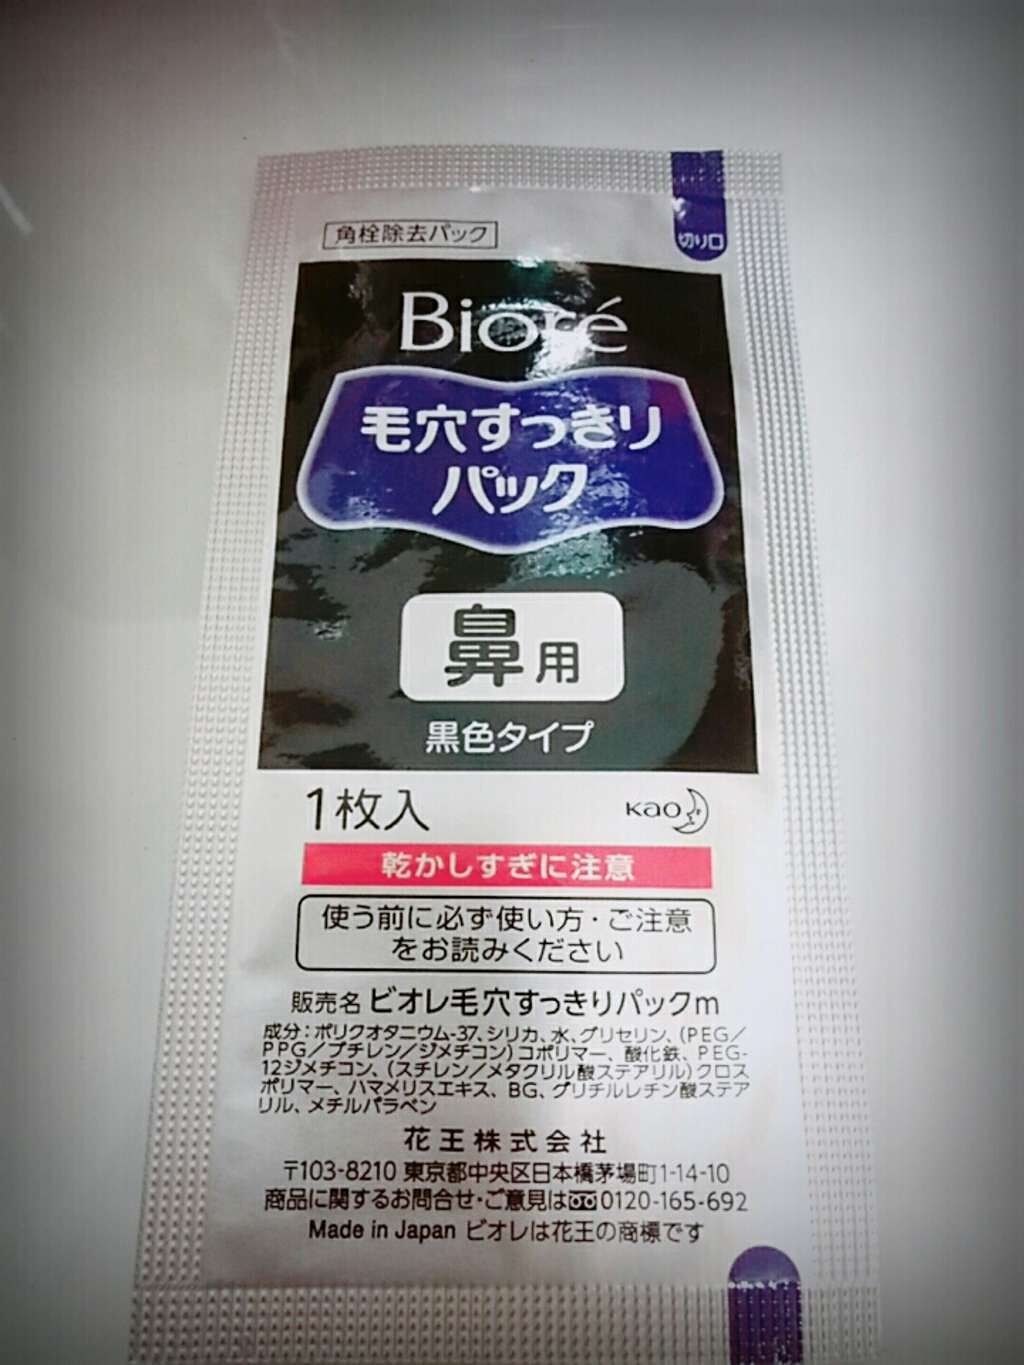 切り口
角栓除去パック
Bioré
毛穴すっきり
パック
鼻用
黒色タイプ
1枚入
Kao
乾かしすぎに注意
使う前に必ず使い方・ご注意
をお読みください
販売名 ビオレ毛穴すっきりパックm
成分：ポリクオタニウム-37、シリカ、水、グリセリン、(PEG/
PPG/ブチレン/ジメチコン)コポリマー、酸化鉄、PEG-
12ジメチコン、(スチレン/メタクリル酸ステアリル)クロス
ポリマー、ハマメリスエキス、BG、グリチルレチン酸ステア
リル、メチルパラベン
花王株式会社
〒103-8210 東京都中央区日本橋茅場町1-14-10
商品に関するお問合せ・ご意見は 0120-165-692
Made in Japan ビオレは花王の商標です